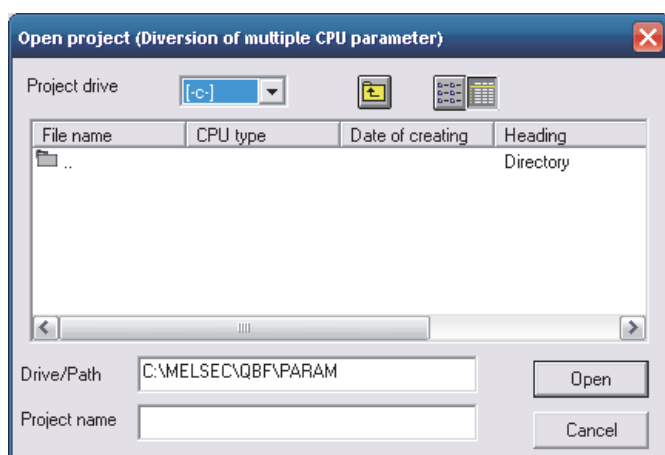 Open project (Diversion of multiple CPU parameter)
Project drive [-c-]
File name CPU type Date of creating Heading
.. Directory
Drive/Path C:\MELSEC\QBF\PARAM Open
Project name Cancel